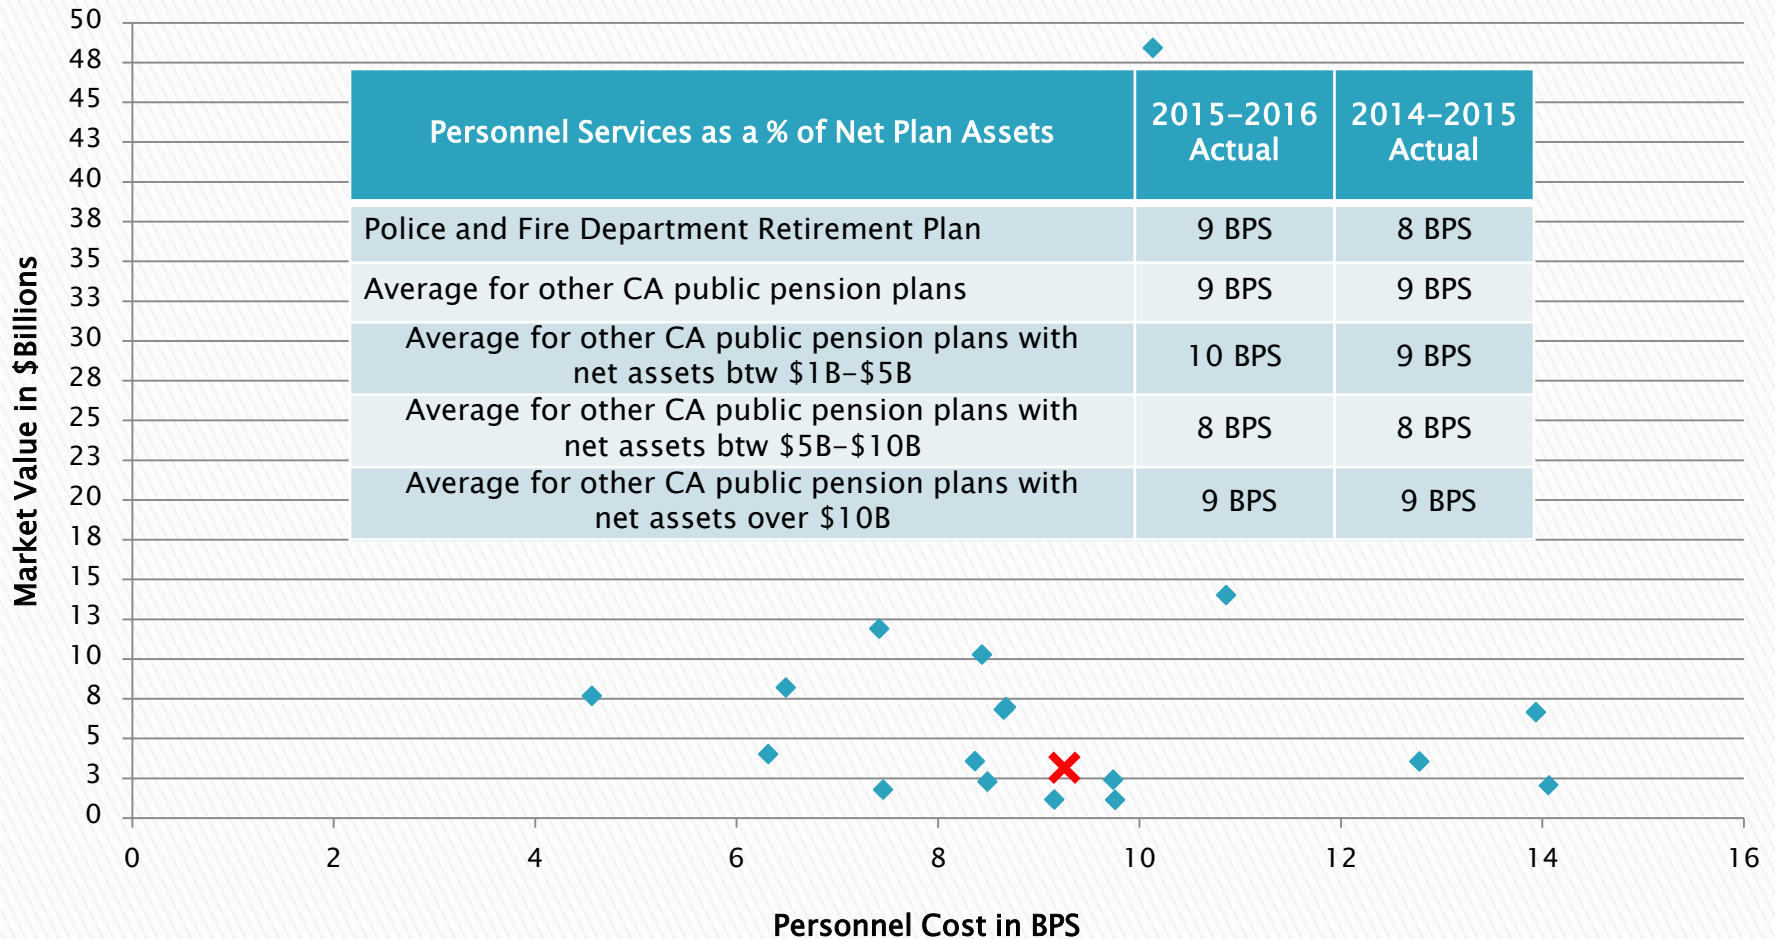 50
48
45
43
40
38
35
33
30
28
25
23
20
18
15
13
10
8
5
3
0
Market Value in $Billions
Personnel Services as a % of Net Plan Assets
2015-2016
Actual
2014-2015
Actual
Police and Fire Department Retirement Plan
9 BPS
8 BPS
Average for other CA public pension plans
9 BPS
9 BPS
Average for other CA public pension plans with
net assets btw $1B-$5B
10 BPS
9 BPS
Average for other CA public pension plans with
net assets btw $5B-$10B
8 BPS
8 BPS
Average for other CA public pension plans with
net assets over $10B
9 BPS
9 BPS
0 2 4 6 8 10 12 14 16
Personnel Cost in BPS